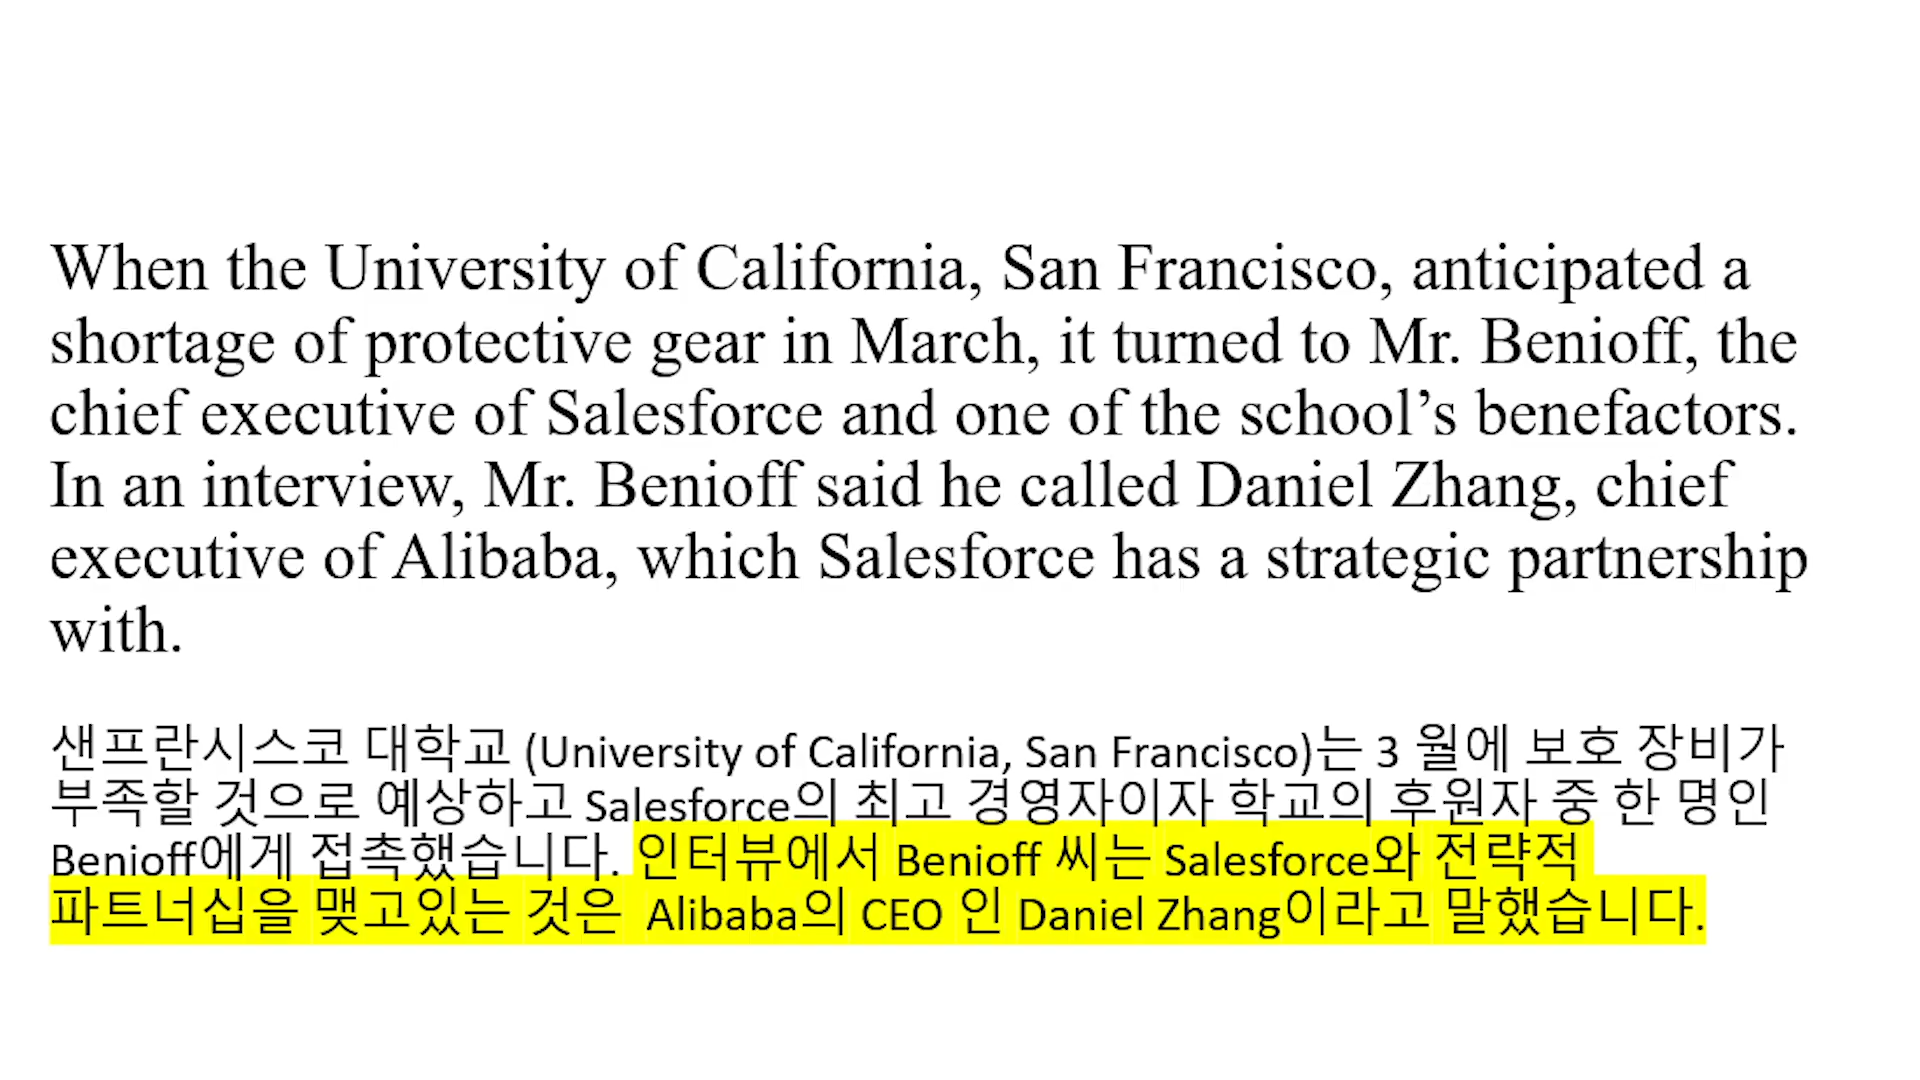 When the University of California, San Francisco, anticipated a
shortage of protective gear in March, it turned to Mr. Benioff, the
chief executive of Salesforce and one of the school’s benefactors.
In an interview, Mr. Benioff said he called Daniel Zhang, chief
executive of Alibaba, which Salesforce has a strategic partnership
with.
샌프란시스코 대학교 (University of California, San Francisco)는 3 월에 보호 장비가
부족할 것으로 예상하고 Salesforce의 최고 경영자이자 학교의 후원자 중 한 명인
Benioff에게 접촉했습니다. 인터뷰에서 Benioff 씨는 Salesforce와 전략적
파트너십을 맺고있는 것은 Alibaba의 CEO 인 Daniel Zhang이라고 말했습니다.